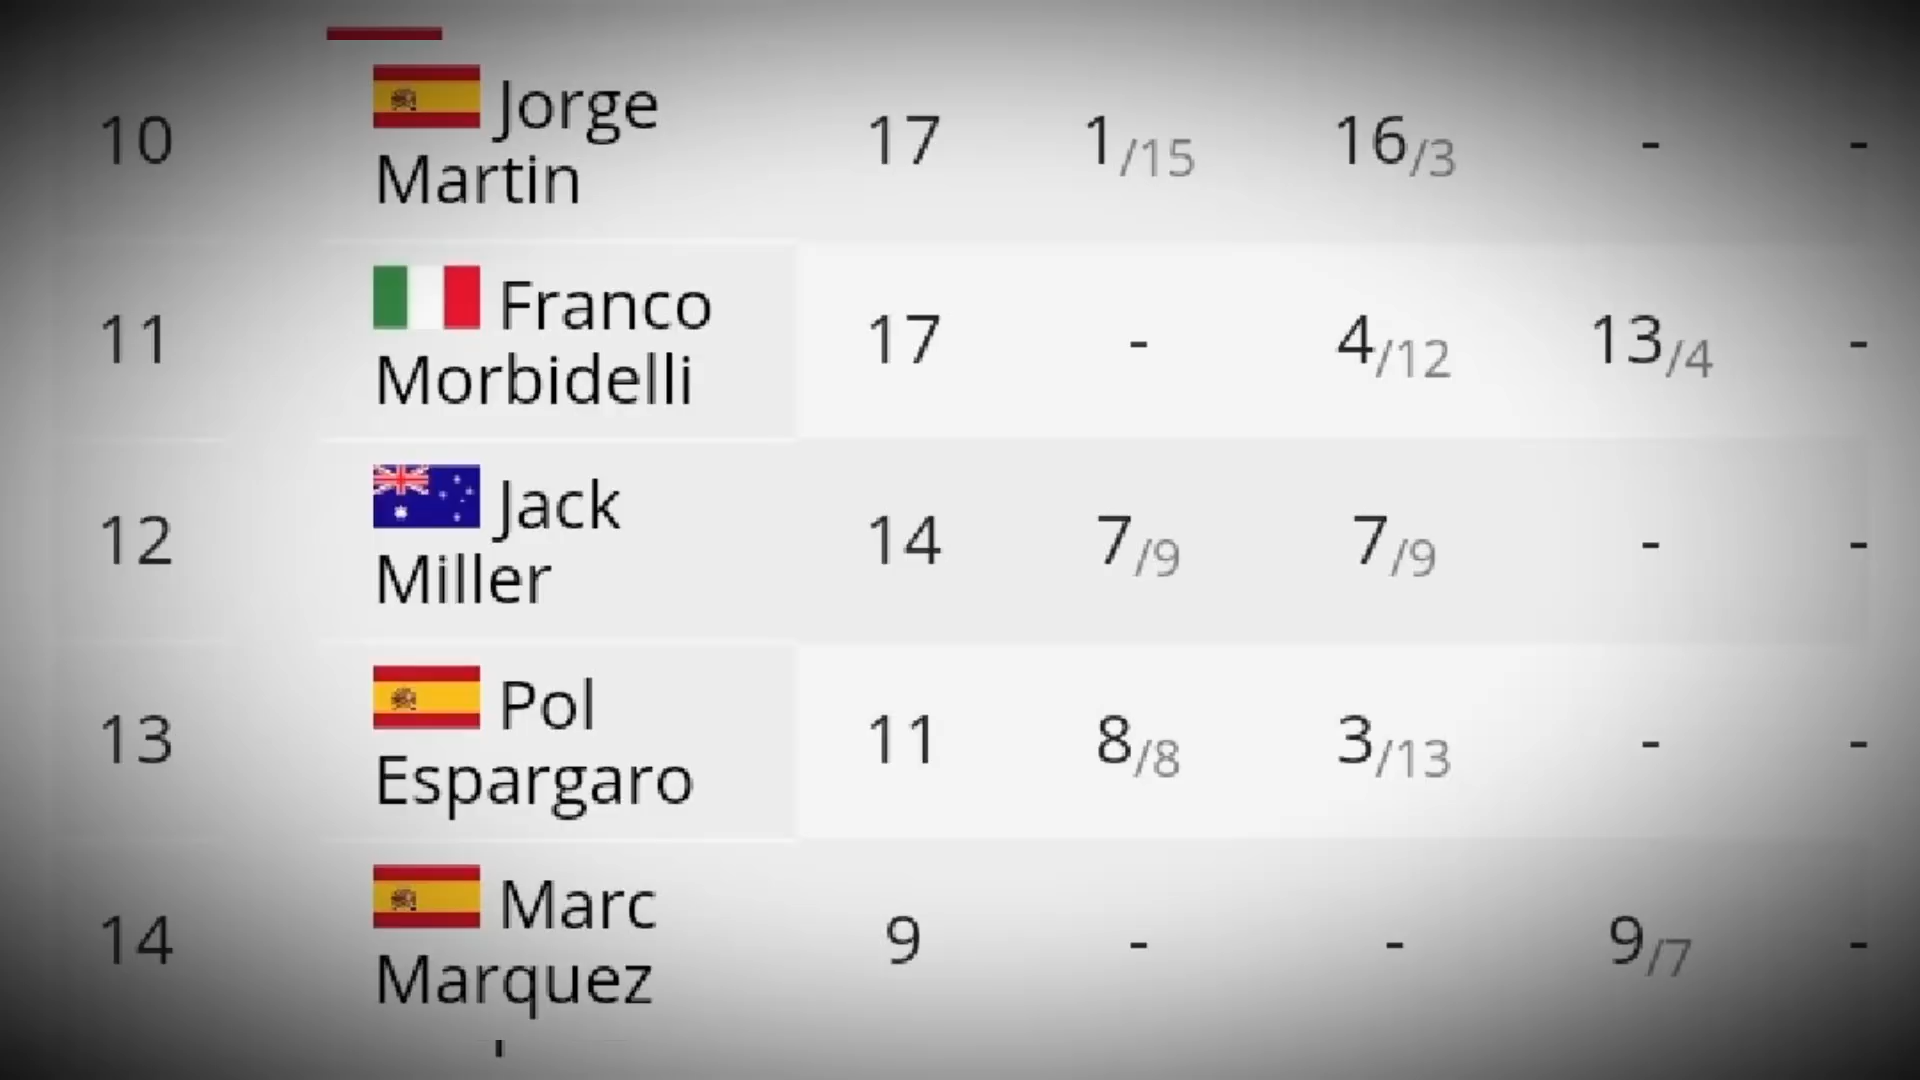 10 Jorge Martin 17 1/15 16/3 - -
11 Franco Morbidelli 17 - 4/12 13/4 -
12 Jack Miller 14 7/9 7/9 - -
13 Pol Espargaro 11 8/8 3/13 - -
14 Marc Marquez 9 - - 9/7 -